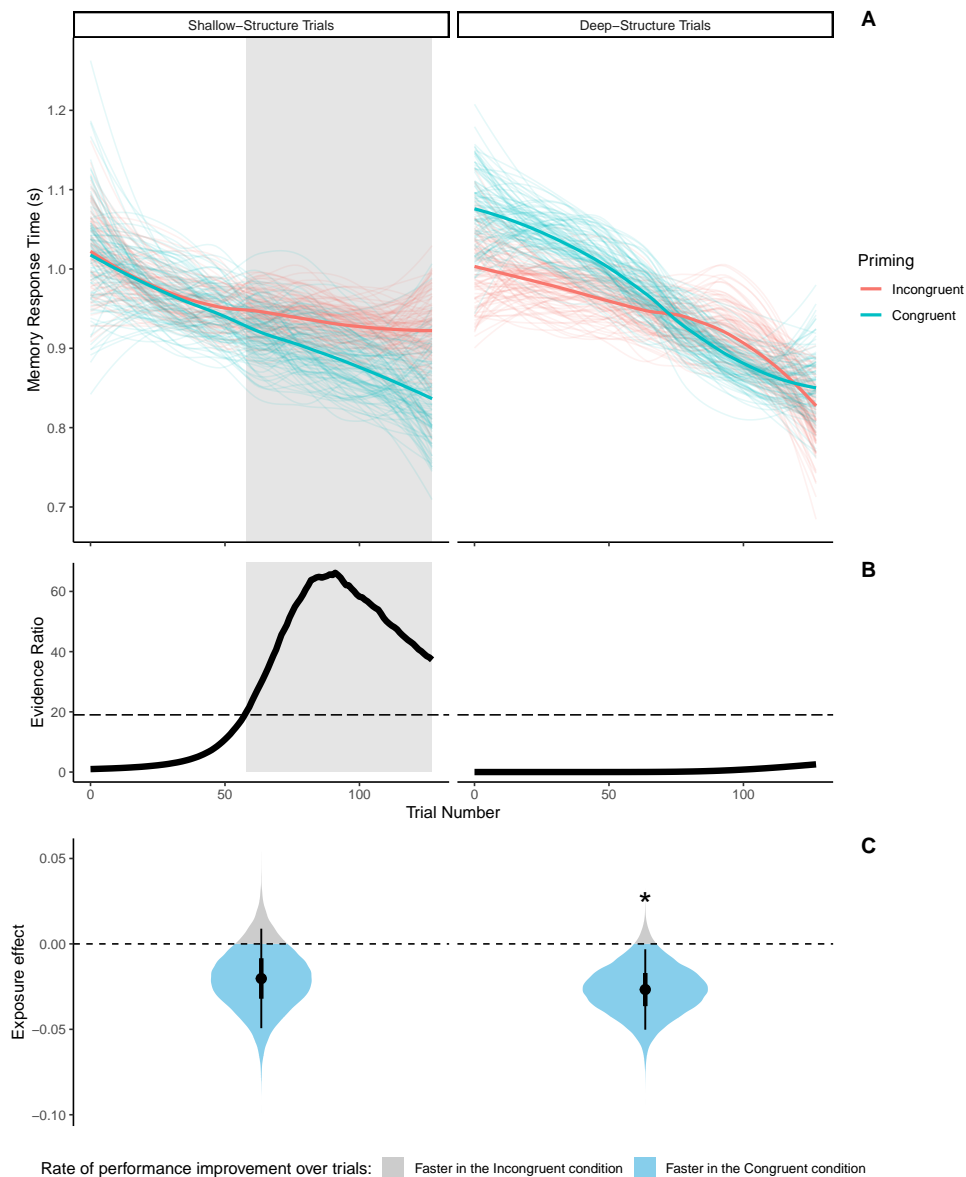 Shallow−Structure Trials
Deep−Structure Trials
A
Memory Response Time (s)
1.2
1.1
1.0
0.9
0.8
0.7
Priming
Incongruent
Congruent
B
Evidence Ratio
60
40
20
0
0
50
100
0
50
100
Trial Number
C
Exposure effect
0.05
0.00
−0.05
−0.10
*
Rate of performance improvement over trials: Faster in the Incongruent condition Faster in the Congruent condition